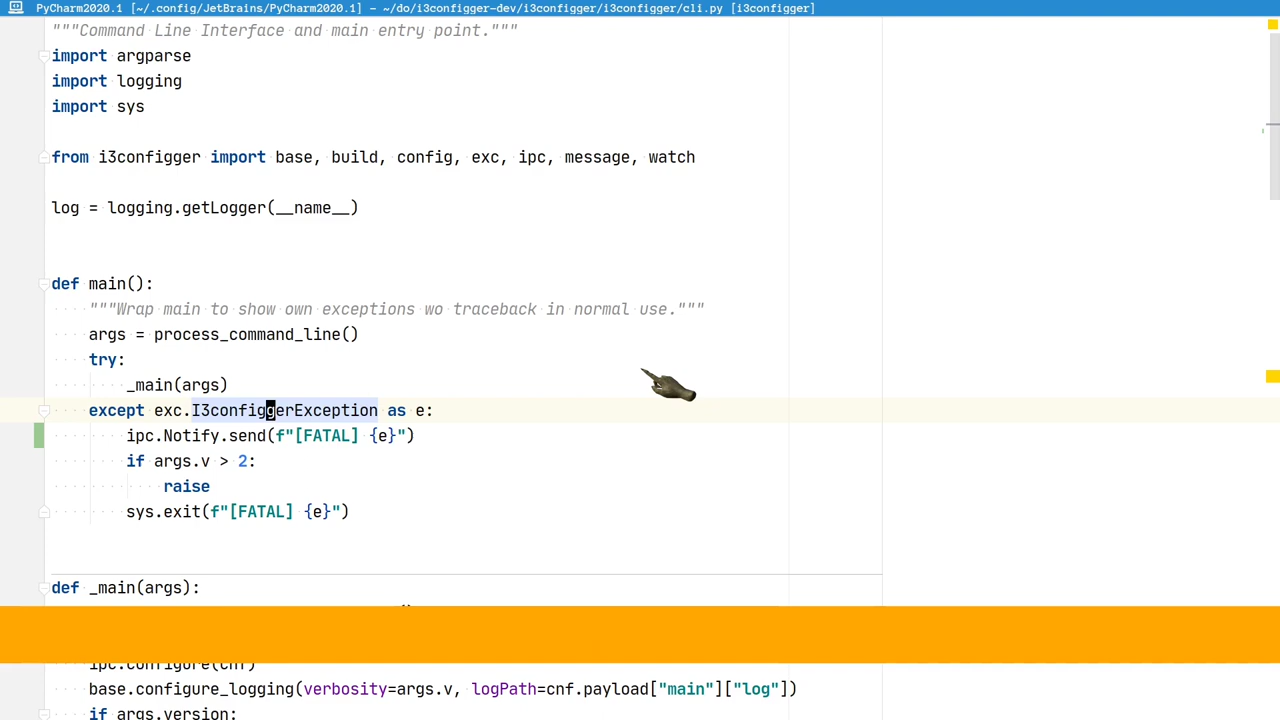 PyCharm2020.1 [~/.config/JetBrains/PyCharm2020.1] – ~/do/i3configger-dev/i3configger/i3configger/cli.py [i3configger]
"""Command Line Interface and main entry point."""
import argparse
import logging
import sys
from i3configger import base, build, config, exc, ipc, message, watch
log = logging.getLogger(__name__)
def main():
"""Wrap main to show own exceptions wo traceback in normal use."""
args = process_command_line()
try:
_main(args)
except exc.I3configgerException as e:
ipc.Notify.send(f"[FATAL] {e}")
if args.v > 2:
raise
sys.exit(f"[FATAL] {e}")
def _main(args):
ipc.configure(cnf)
base.configure_logging(verbosity=args.v, logPath=cnf.payload["main"]["log"])
if args.version: